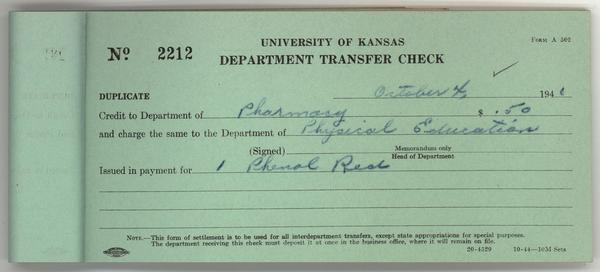 UNIVERSITY OF KANSAS
FORM A 502
No. 2212
DEPARTMENT TRANSFER CHECK
DUPLICATE October 4, 194
Credit to Department of Pharmacy $ .50
and charge the same to the Department of Physical Education
(Signed) Memorandum only
Head of Department
Issued in payment for 1 Phenol Red
NOTE.—This form of settlement is to be used for all interdepartment transfers, except state appropriations for special purposes.
The department receiving this check must deposit it at once in the business office, where it will remain on file.
20-4529 10-44—103M Sets